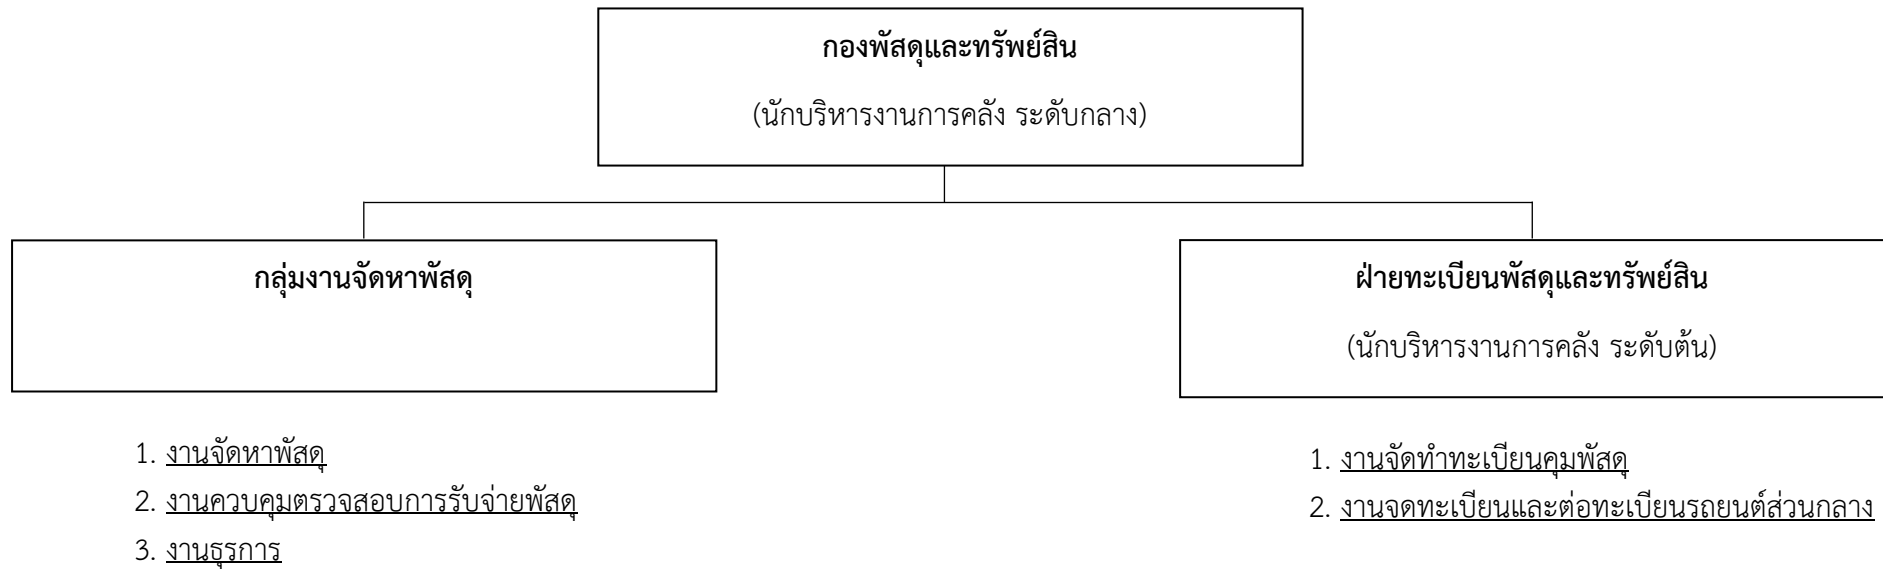 กองพัสดุและทรัพย์สิน
(นักบริหารงานการคลัง ระดับกลาง)
กลุ่มงานจัดหาพัสดุ
1. งานจัดหาพัสดุ
2. งานควบคุมตรวจสอบการรับจ่ายพัสดุ
3. งานธุรการ
ฝ่ายทะเบียนพัสดุและทรัพย์สิน
(นักบริหารงานการคลัง ระดับต้น)
1. งานจัดทำทะเบียนคุมพัสดุ
2. งานจดทะเบียนและต่อทะเบียนรถยนต์ส่วนกลาง